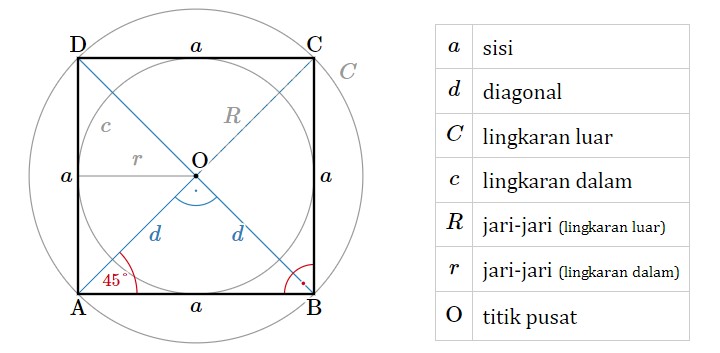 D a C
C
c R
r O
a a
d d
45°
A a B
a sisi
d diagonal
C lingkaran luar
c lingkaran dalam
R jari-jari (lingkaran luar)
r jari-jari (lingkaran dalam)
O titik pusat